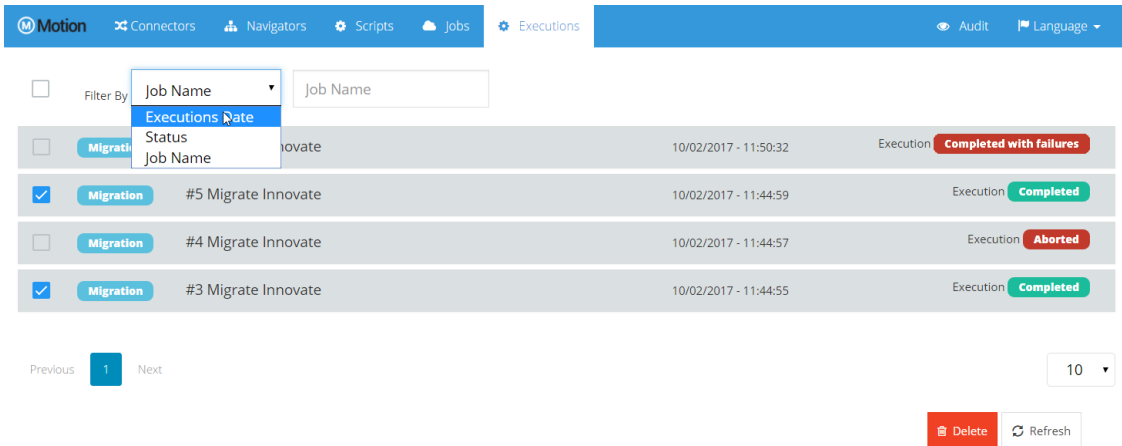 Motion Connectors Navigators Scripts Jobs Executions Audit Language
Filter By Job Name Job Name
Executions Date
Status
Job Name
novate 10/02/2017 - 11:50:32 Execution Completed with failures
Migration #5 Migrate Innovate 10/02/2017 - 11:44:59 Execution Completed
Migration #4 Migrate Innovate 10/02/2017 - 11:44:57 Execution Aborted
Migration #3 Migrate Innovate 10/02/2017 - 11:44:55 Execution Completed
Previous 1 Next 10
Delete Refresh